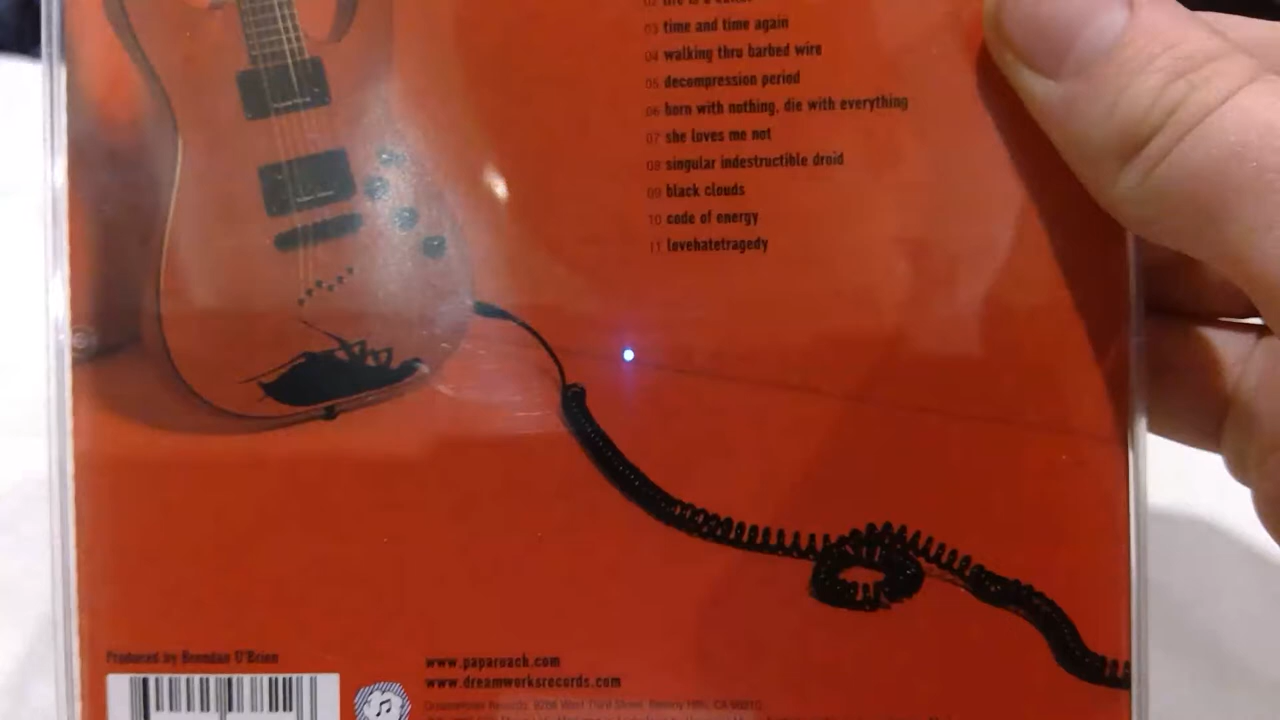 02 life is a bullet
03 time and time again
04 walking thru barbed wire
05 decompression period
06 born with nothing, die with everything
07 she loves me not
08 singular indestructible droid
09 black clouds
10 code of energy
11 lovehatetragedy
Produced by Brendan O'Brien
www.paparoach.com
www.dreamworksrecords.com
DreamWorks Records, 9268 West Third Street, Beverly Hills, CA 90210